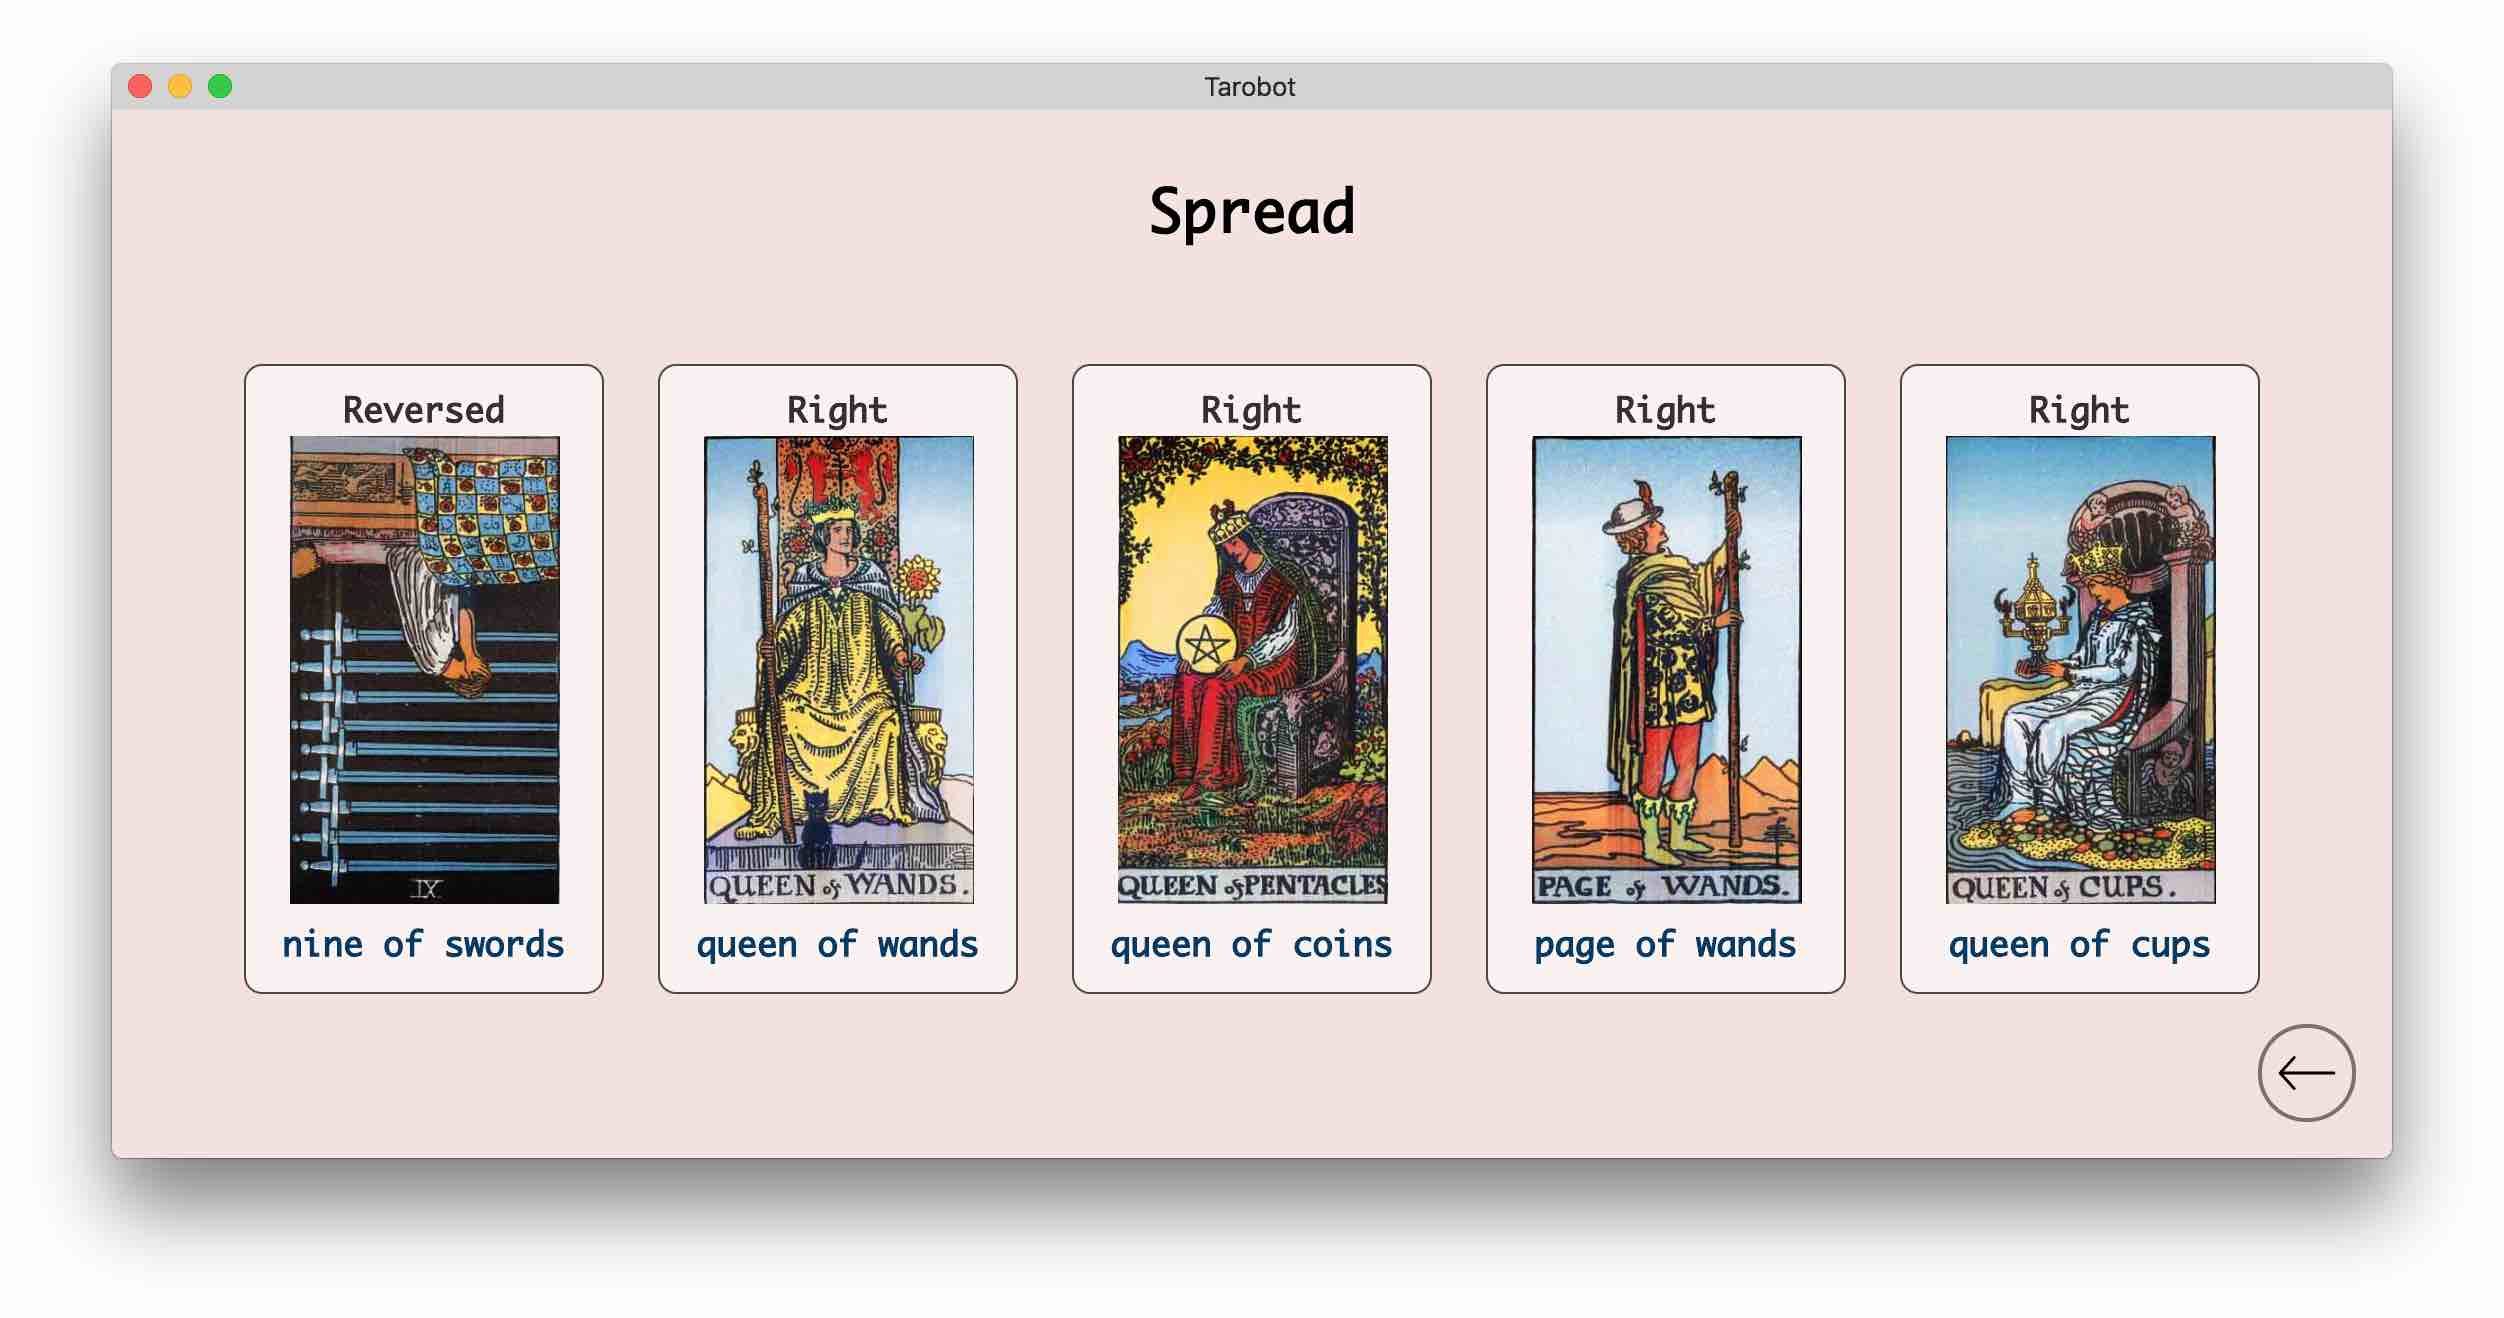 Tarobot
Spread
Reversed
IX
nine of swords
Right
QUEEN of WANDS.
queen of wands
Right
QUEEN of PENTACLES
queen of coins
Right
PAGE of WANDS.
page of wands
Right
QUEEN of CUPS.
queen of cups